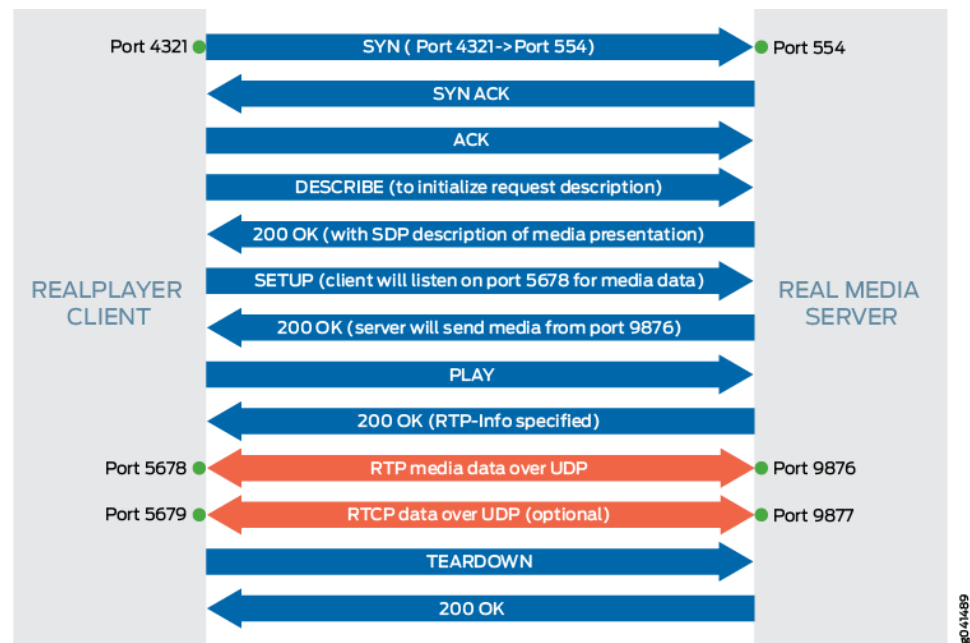 Port 4321
SYN ( Port 4321->Port 554)
Port 554
SYN ACK
ACK
DESCRIBE (to initialize request description)
200 OK (with SDP description of media presentation)
REALPLAYER
CLIENT
SETUP (client will listen on port 5678 for media data)
REAL MEDIA
SERVER
200 OK (server will send media from port 9876)
PLAY
200 OK (RTP-Info specified)
Port 5678
RTP media data over UDP
Port 9876
Port 5679
RTCP data over UDP (optional)
Port 9877
TEARDOWN
200 OK
g041489